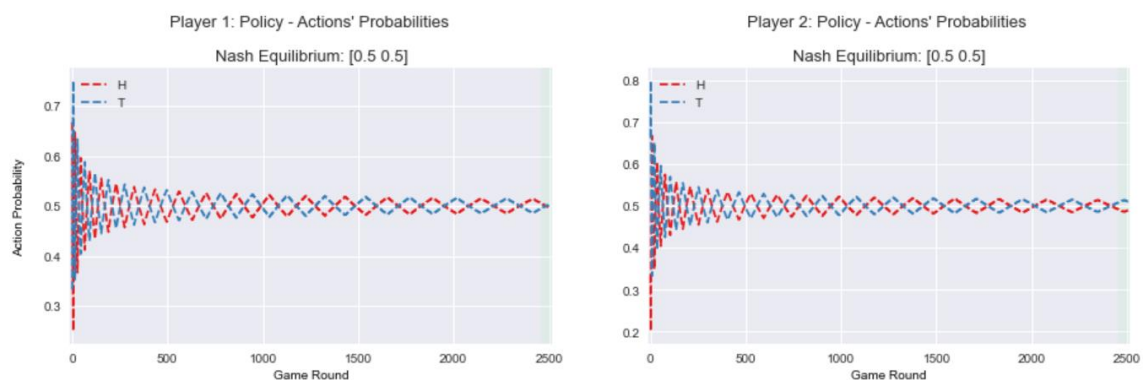 Player 1: Policy - Actions' Probabilities
Nash Equilibrium: [0.5 0.5]
H
T
0.7
0.6
0.5
0.4
0.3
Action Probability
0
500
1000
1500
2000
2500
Game Round
Player 2: Policy - Actions' Probabilities
Nash Equilibrium: [0.5 0.5]
H
T
0.8
0.7
0.6
0.5
0.4
0.3
0.2
0
500
1000
1500
2000
2500
Game Round